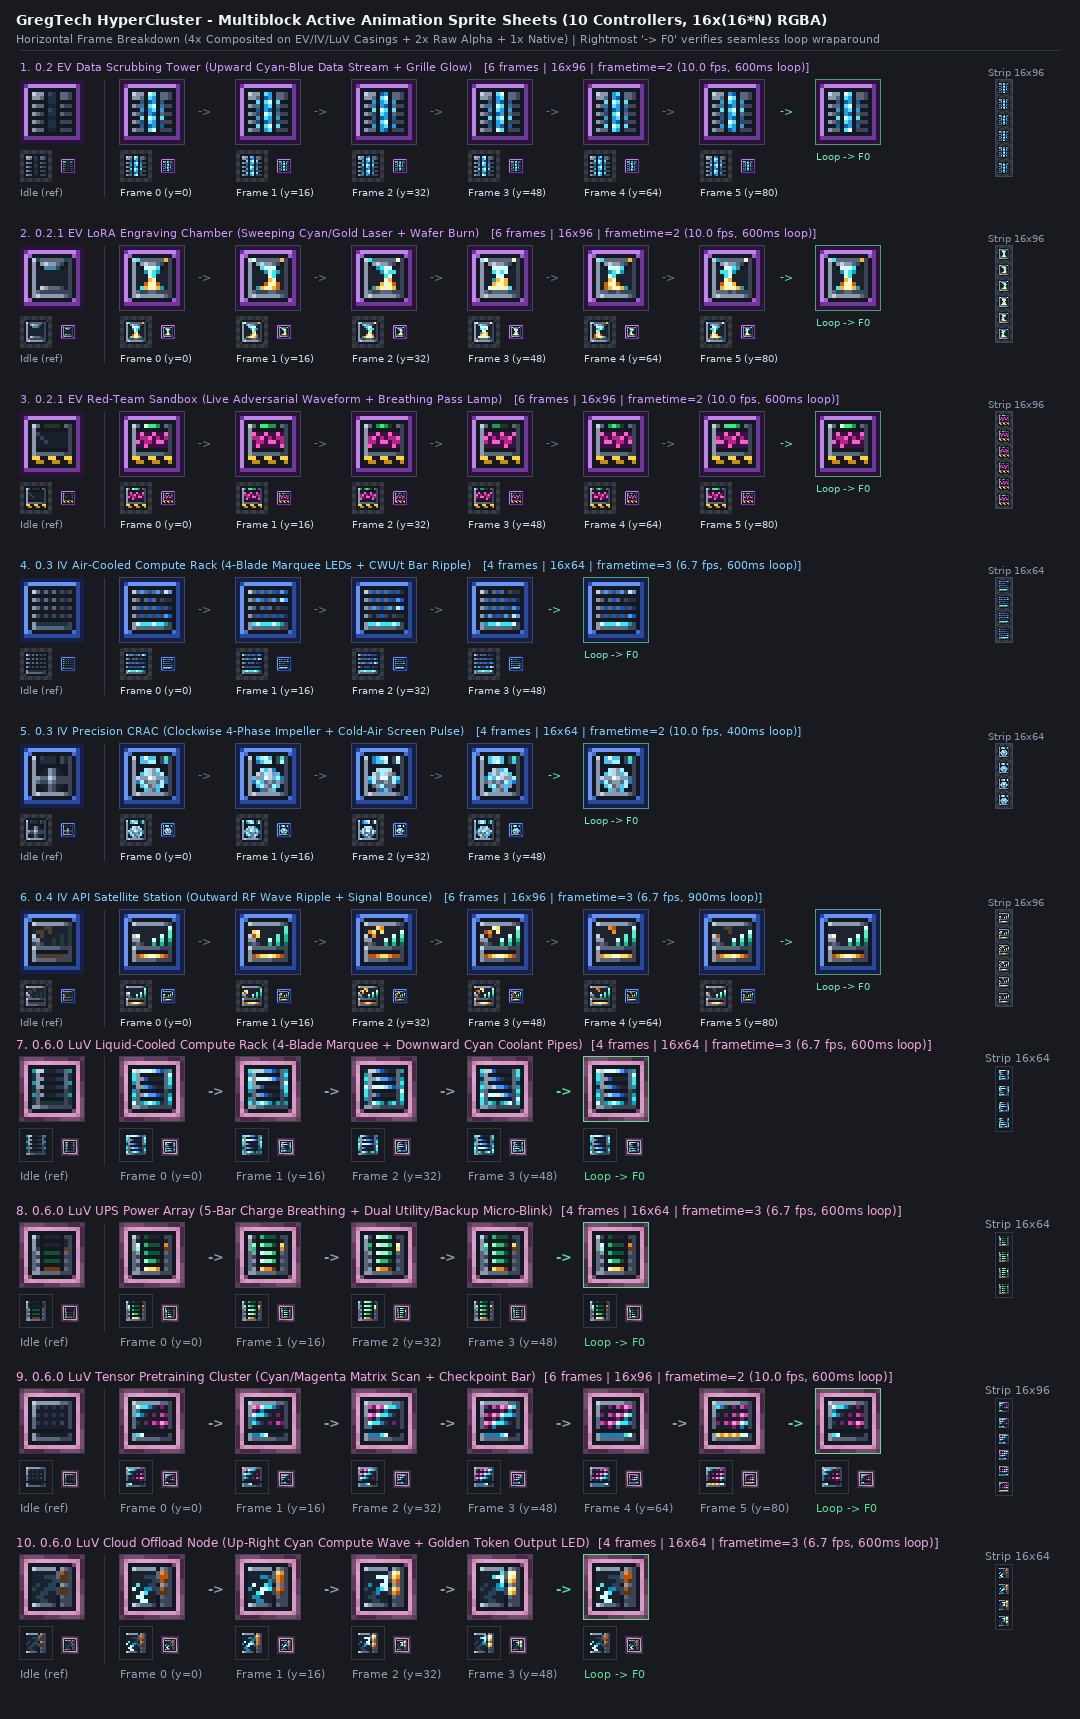 GregTech HyperCluster - Multiblock Active Animation Sprite Sheets (10 Controllers, 16x(16*N) RGBA)
Horizontal Frame Breakdown (4x Composited on EV/IV/LuV Casings + 2x Raw Alpha + 1x Native) | Rightmost '-> F0' verifies seamless loop wraparound
1. 0.2 EV Data Scrubbing Tower (Upward Cyan-Blue Data Stream + Grille Glow) [6 frames | 16x96 | frametime=2 (10.0 fps, 600ms loop)]
Strip 16x96
-> -> -> -> -> ->
Loop -> F0
Idle (ref) Frame 0 (y=0) Frame 1 (y=16) Frame 2 (y=32) Frame 3 (y=48) Frame 4 (y=64) Frame 5 (y=80)
2. 0.2.1 EV LoRA Engraving Chamber (Sweeping Cyan/Gold Laser + Wafer Burn) [6 frames | 16x96 | frametime=2 (10.0 fps, 600ms loop)]
Strip 16x96
-> -> -> -> -> ->
Loop -> F0
Idle (ref) Frame 0 (y=0) Frame 1 (y=16) Frame 2 (y=32) Frame 3 (y=48) Frame 4 (y=64) Frame 5 (y=80)
3. 0.2.1 EV Red-Team Sandbox (Live Adversarial Waveform + Breathing Pass Lamp) [6 frames | 16x96 | frametime=2 (10.0 fps, 600ms loop)]
Strip 16x96
-> -> -> -> -> ->
Loop -> F0
Idle (ref) Frame 0 (y=0) Frame 1 (y=16) Frame 2 (y=32) Frame 3 (y=48) Frame 4 (y=64) Frame 5 (y=80)
4. 0.3 IV Air-Cooled Compute Rack (4-Blade Marquee LEDs + CWU/t Bar Ripple) [4 frames | 16x64 | frametime=3 (6.7 fps, 600ms loop)]
Strip 16x64
-> -> -> ->
Loop -> F0
Idle (ref) Frame 0 (y=0) Frame 1 (y=16) Frame 2 (y=32) Frame 3 (y=48)
5. 0.3 IV Precision CRAC (Clockwise 4-Phase Impeller + Cold-Air Screen Pulse) [4 frames | 16x64 | frametime=2 (10.0 fps, 400ms loop)]
Strip 16x64
-> -> -> ->
Loop -> F0
Idle (ref) Frame 0 (y=0) Frame 1 (y=16) Frame 2 (y=32) Frame 3 (y=48)
6. 0.4 IV API Satellite Station (Outward RF Wave Ripple + Signal Bounce) [6 frames | 16x96 | frametime=3 (6.7 fps, 900ms loop)]
Strip 16x96
-> -> -> -> -> ->
Loop -> F0
Idle (ref) Frame 0 (y=0) Frame 1 (y=16) Frame 2 (y=32) Frame 3 (y=48) Frame 4 (y=64) Frame 5 (y=80)
7. 0.6.0 LuV Liquid-Cooled Compute Rack (4-Blade Marquee + Downward Cyan Coolant Pipes) [4 frames | 16x64 | frametime=3 (6.7 fps, 600ms loop)]
Strip 16x64
-> -> -> ->
Idle (ref) Frame 0 (y=0) Frame 1 (y=16) Frame 2 (y=32) Frame 3 (y=48) Loop -> F0
8. 0.6.0 LuV UPS Power Array (5-Bar Charge Breathing + Dual Utility/Backup Micro-Blink) [4 frames | 16x64 | frametime=3 (6.7 fps, 600ms loop)]
Strip 16x64
-> -> -> ->
Idle (ref) Frame 0 (y=0) Frame 1 (y=16) Frame 2 (y=32) Frame 3 (y=48) Loop -> F0
9. 0.6.0 LuV Tensor Pretraining Cluster (Cyan/Magenta Matrix Scan + Checkpoint Bar) [6 frames | 16x96 | frametime=2 (10.0 fps, 600ms loop)]
Strip 16x96
-> -> -> -> -> ->
Idle (ref) Frame 0 (y=0) Frame 1 (y=16) Frame 2 (y=32) Frame 3 (y=48) Frame 4 (y=64) Frame 5 (y=80) Loop -> F0
10. 0.6.0 LuV Cloud Offload Node (Up-Right Cyan Compute Wave + Golden Token Output LED) [4 frames | 16x64 | frametime=3 (6.7 fps, 600ms loop)]
Strip 16x64
-> -> -> ->
Idle (ref) Frame 0 (y=0) Frame 1 (y=16) Frame 2 (y=32) Frame 3 (y=48) Loop -> F0